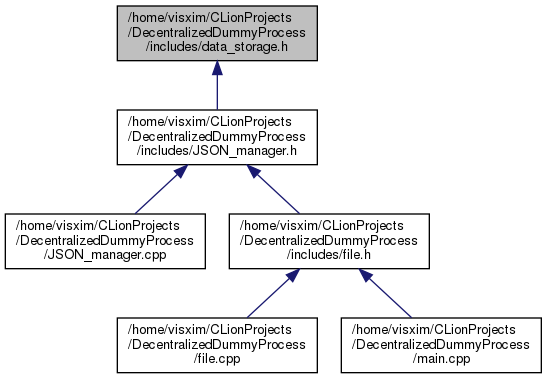 /home/visxim/CLionProjects
/DecentralizedDummyProcess
/includes/data_storage.h
/home/visxim/CLionProjects
/DecentralizedDummyProcess
/includes/JSON_manager.h
/home/visxim/CLionProjects
/DecentralizedDummyProcess
/JSON_manager.cpp
/home/visxim/CLionProjects
/DecentralizedDummyProcess
/includes/file.h
/home/visxim/CLionProjects
/DecentralizedDummyProcess
/file.cpp
/home/visxim/CLionProjects
/DecentralizedDummyProcess
/main.cpp